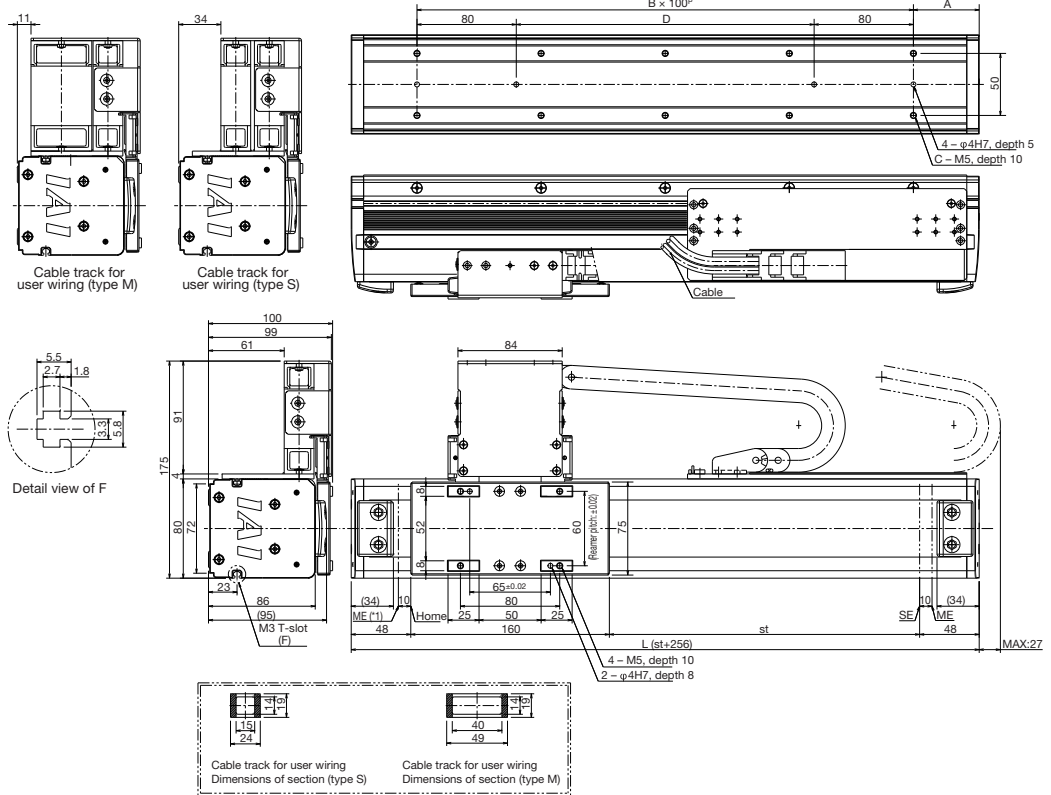 B × 100P
A
11
34
80
D
80
50
4 – φ4H7, depth 5
C – M5, depth 10
IAI
IAI
Cable track for
user wiring (type M)
Cable track for
user wiring (type S)
Cable
100
99
61
84
5.5
2.7
1.8
3.3
5.8
Detail view of F
175
91
4
80
72
IAI
8
52
8
60
(Reamer pitch: ±0.02)
75
23
86
(95)
M3 T-slot
(F)
65±0.02
80
25
50
25
(34)
10
ME (*1)
Home
48
160
st
SE
10
ME
(34)
48
L (st+256)
MAX:27
4 – M5, depth 10
2 – φ4H7, depth 8
14
19
15
24
14
19
40
49
Cable track for user wiring
Dimensions of section (type S)
Cable track for user wiring
Dimensions of section (type M)